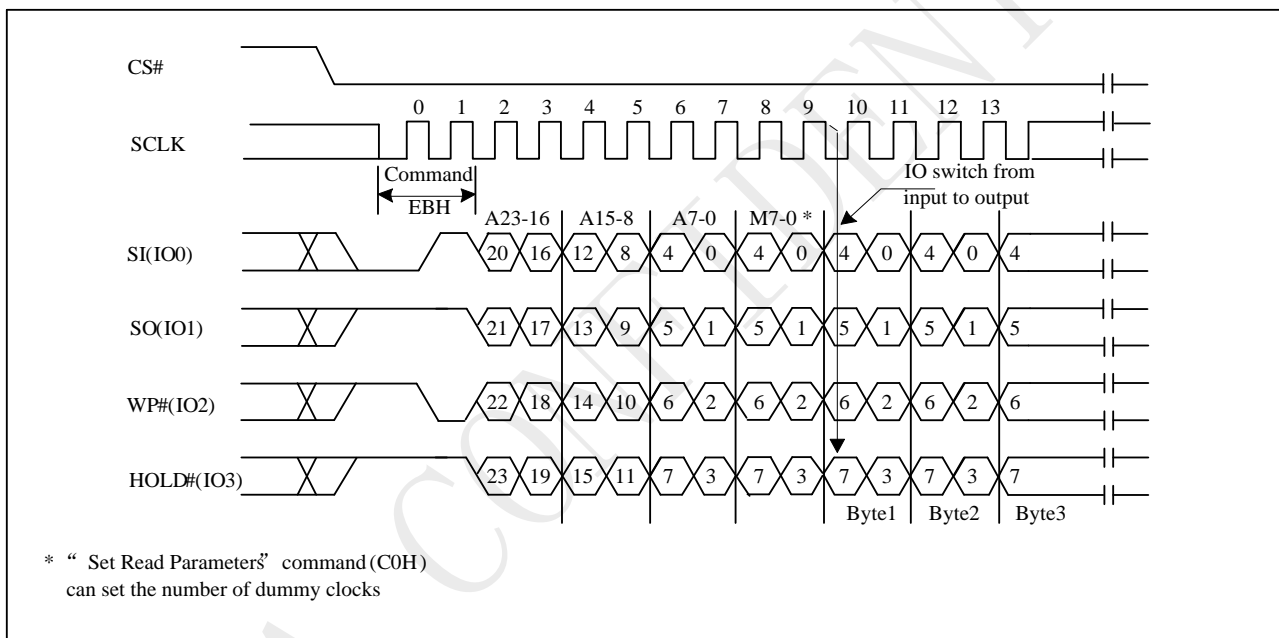 CS#
0 1 2 3 4 5 6 7 8 9 10 11 12 13
SCLK
Command
EBH
IO switch from
input to output
A23-16 A15-8 A7-0 M7-0 *
SI(IO0) 20 16 12 8 4 0 4 0 4 0 4 0 4
SO(IO1) 21 17 13 9 5 1 5 1 5 1 5 1 5
WP#(IO2) 22 18 14 10 6 2 6 2 6 2 6 2 6
HOLD#(IO3) 23 19 15 11 7 3 7 3 7 3 7 3 7
Byte1 Byte2 Byte3
* “ Set Read Parameters” command (C0H)
can set the number of dummy clocks
A CONFIDENT